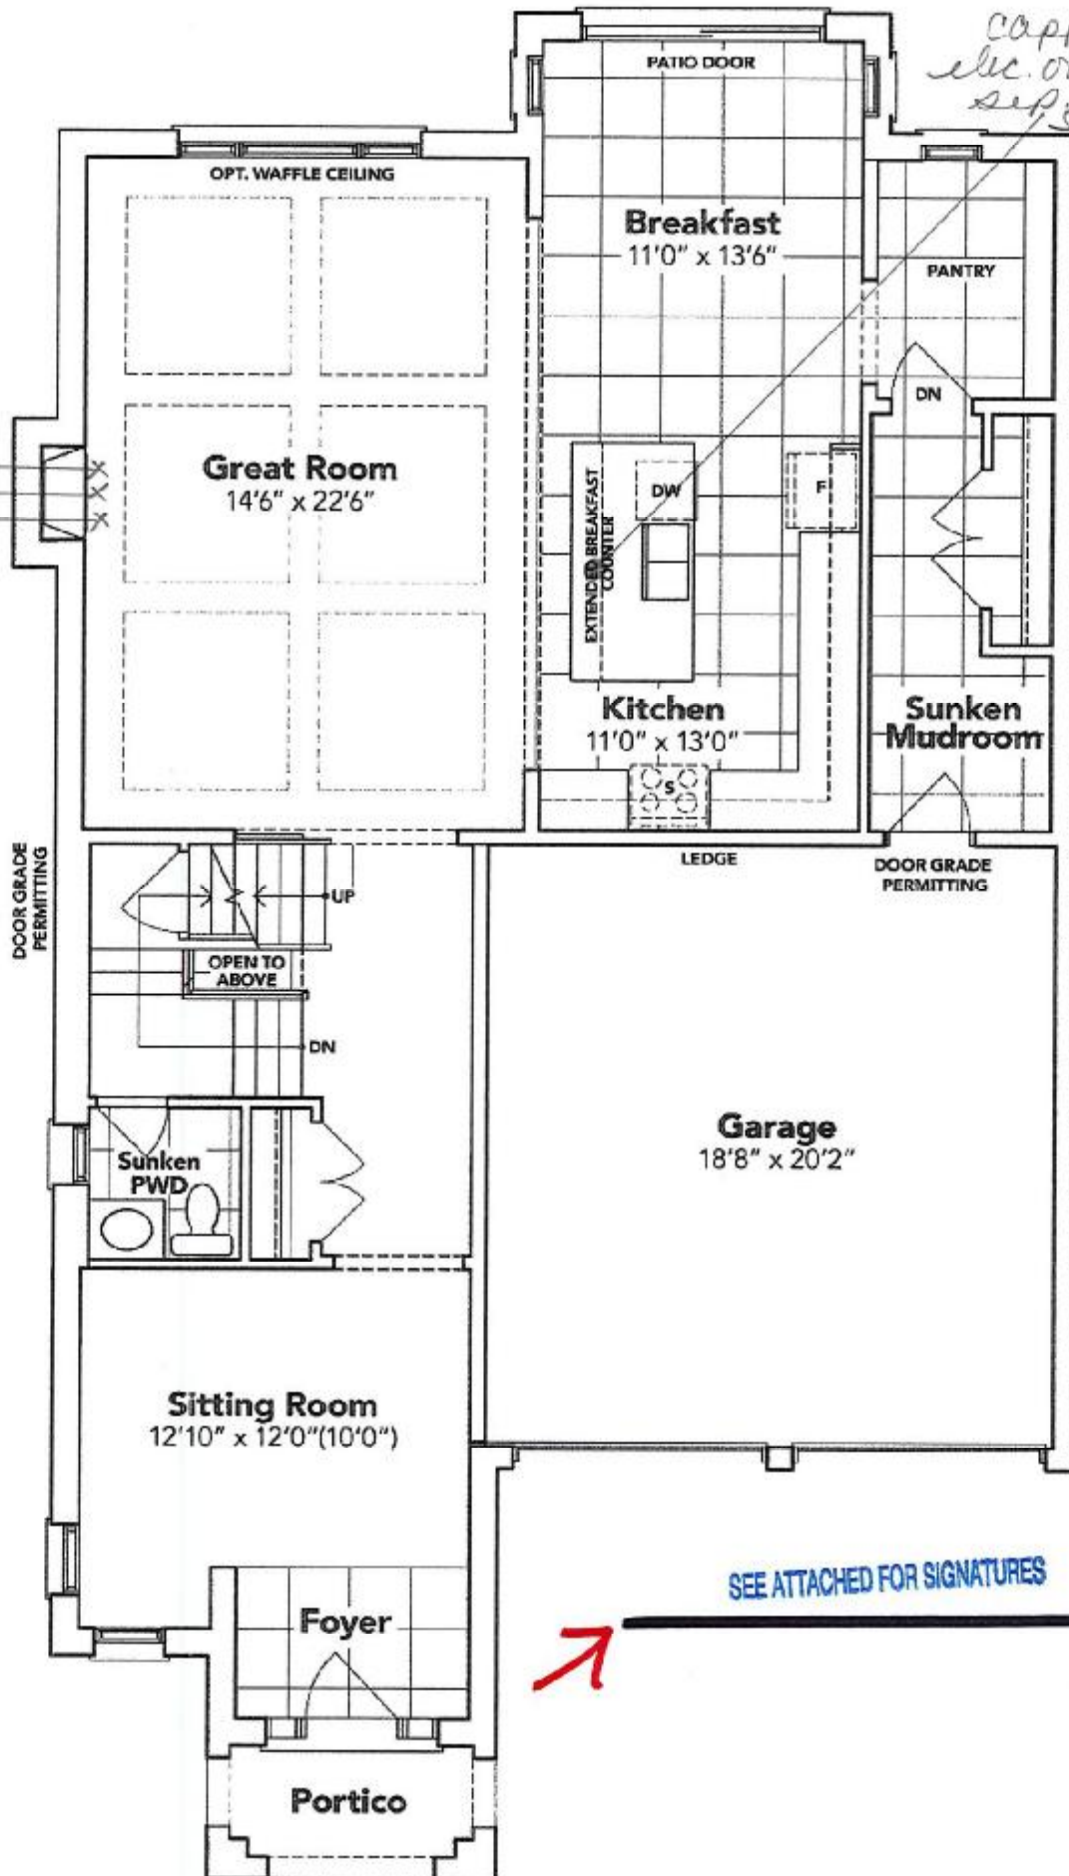 PATIO DOOR
OPT. WAFFLE CEILING
Breakfast
11'0" x 13'6"
PANTRY
DN
Great Room
14'6" x 22'6"
EXTENDED BREAKFAST
COUNTER
DW
F
Kitchen
11'0" x 13'0"
S
Sunken
Mudroom
DOOR GRADE
PERMITTING
LEDGE
DOOR GRADE
PERMITTING
UP
OPEN TO
ABOVE
DN
Sunken
PWD
Garage
18'8" x 20'2"
Sitting Room
12'10" x 12'0"(10'0")
SEE ATTACHED FOR SIGNATURES
Foyer
Portico